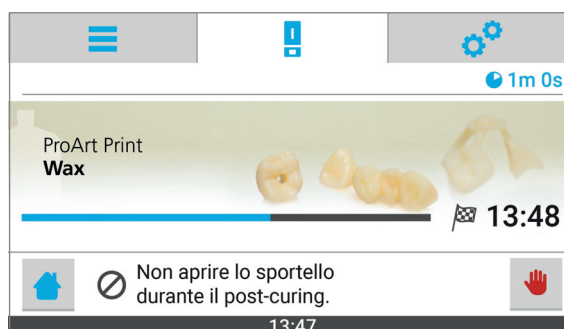 1m 0s
ProArt Print
Wax
13:48
Non aprire lo sportello
durante il post-curing.
13:47